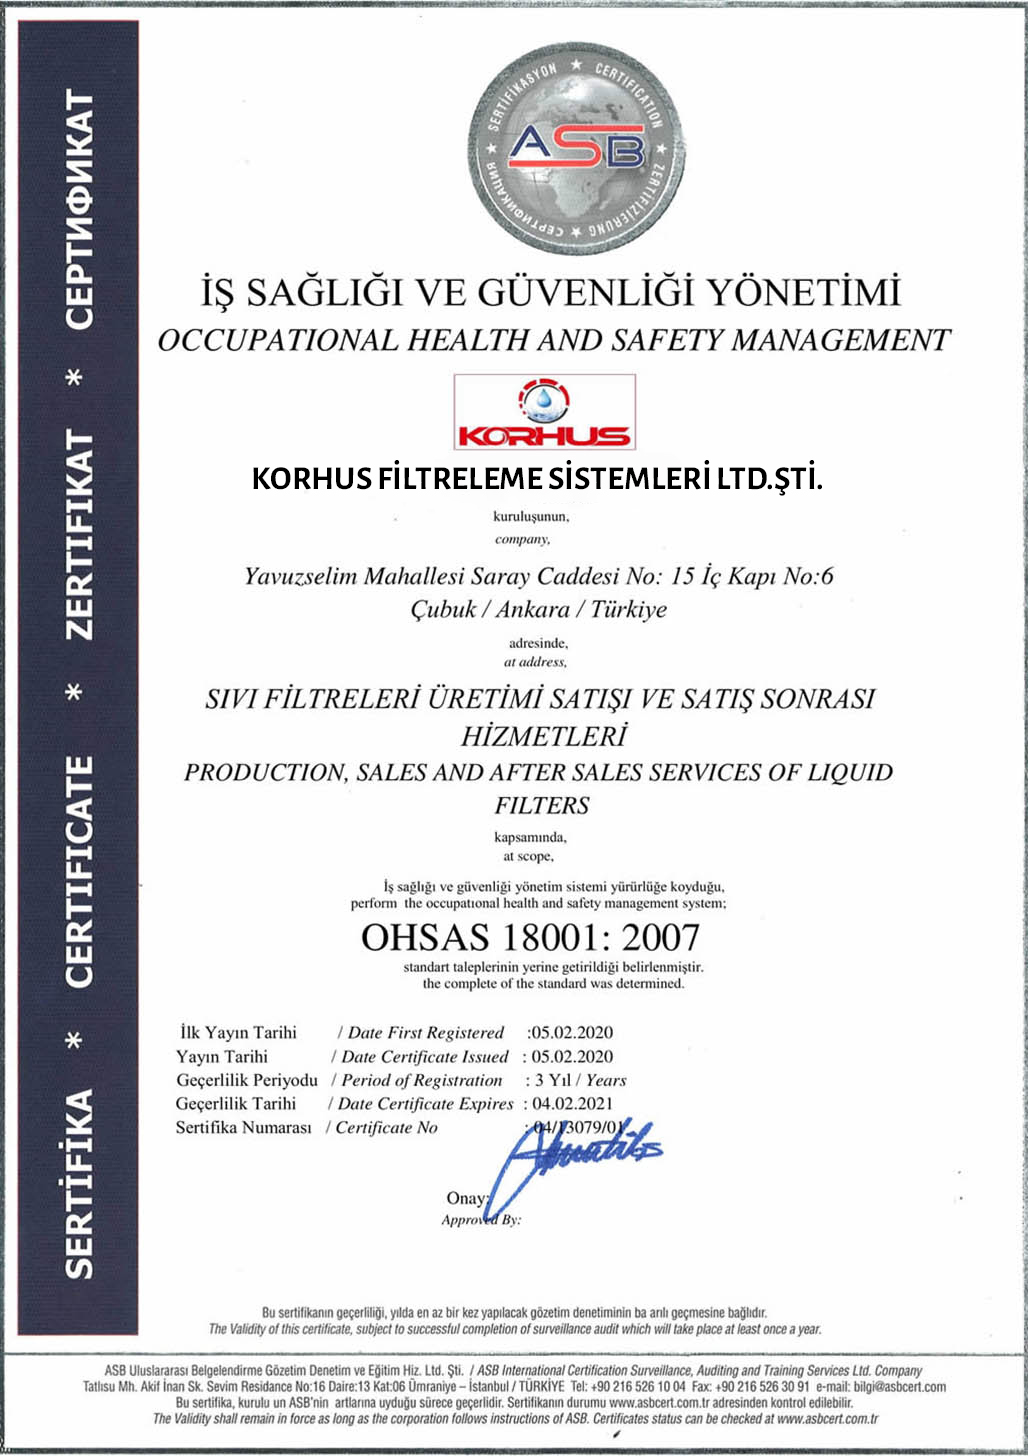 SERTİFİKA * CERTIFICATE * ZERTIFIKAT * СЕРТИФИКАТ
SERTİFİKASYON ★ CERTIFICATION ★ ZERTIFIZIERUNG ★ СЕРТИФИКАЦИЯ ★
ASB
İŞ SAĞLIĞI VE GÜVENLİĞİ YÖNETİMİ
OCCUPATIONAL HEALTH AND SAFETY MANAGEMENT
KORHUS
KORHUS FİLTRELEME SİSTEMLERİ LTD.ŞTİ.
kuruluşunun,
company,
Yavuzselim Mahallesi Saray Caddesi No: 15 İç Kapı No:6
Çubuk / Ankara / Türkiye
adresinde,
at address,
SIVI FİLTRELERİ ÜRETİMİ SATIŞI VE SATIŞ SONRASI
HİZMETLERİ
PRODUCTION, SALES AND AFTER SALES SERVICES OF LIQUID
FILTERS
kapsamında,
at scope,
İş sağlığı ve güvenliği yönetim sistemi yürürlüğe koyduğu,
perform the occupatıonal health and safety management system;
OHSAS 18001: 2007
standart taleplerinin yerine getirildiği belirlenmiştir.
the complete of the standard was determined.
İlk Yayın Tarihi / Date First Registered :05.02.2020
Yayın Tarihi / Date Certificate Issued : 05.02.2020
Geçerlilik Periyodu / Period of Registration : 3 Yıl / Years
Geçerlilik Tarihi / Date Certificate Expires : 04.02.2021
Sertifika Numarası / Certificate No : 04/13079/01
Onay:
Approved By:
Bu sertifikanın geçerliliği, yılda en az bir kez yapılacak gözetim denetiminin ba arılı geçmesine bağlıdır.
The Validity of this certificate, subject to successful completion of surveillance audit which will take place at least once a year.
ASB Uluslararası Belgelendirme Gözetim Denetim ve Eğitim Hiz. Ltd. Şti. / ASB International Certification Surveillance, Auditing and Training Services Ltd. Company
Tatlısu Mh. Akif İnan Sk. Sevim Residance No:16 Daire:13 Kat:06 Ümraniye – İstanbul / TÜRKİYE Tel: +90 216 526 10 04 Fax: +90 216 526 30 91 e-mail: bilgi@asbcert.com
Bu sertifika, kurulu un ASB'nin artlarına uyduğu sürece geçerlidir. Sertifikanın durumu www.asbcert.com.tr adresinden kontrol edilebilir.
The Validity shall remain in force as long as the corporation follows instructions of ASB. Certificates status can be checked at www.asbcert.com.tr